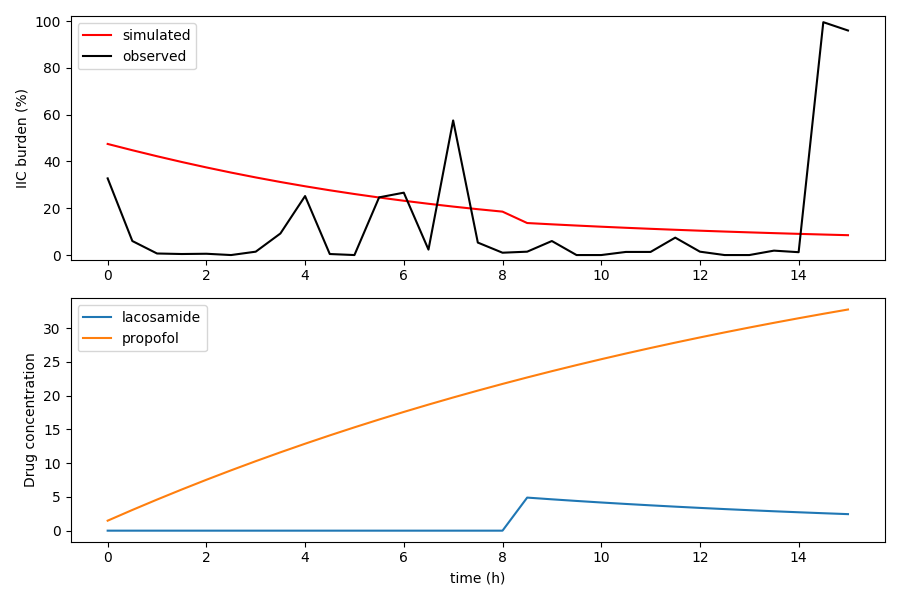 100
80
60
40
20
0
IIC burden (%)
simulated
observed
0 2 4 6 8 10 12 14
30
25
20
15
10
5
0
Drug concentration
lacosamide
propofol
0 2 4 6 8 10 12 14
time (h)